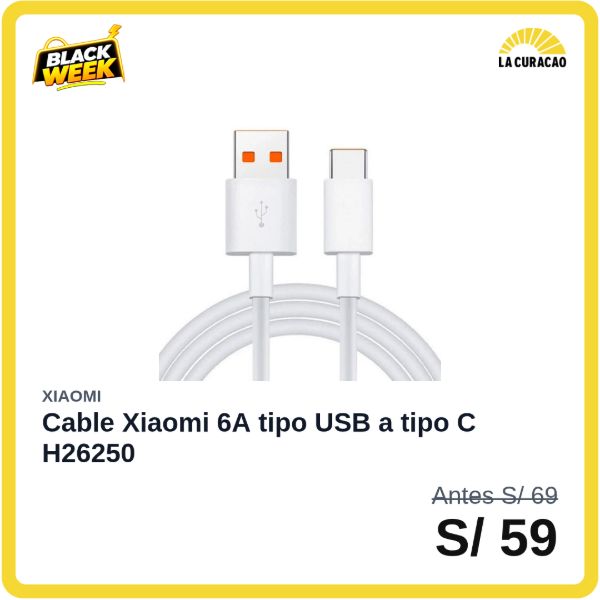 BLACK
WEEK
LA CURACAO
XIAOMI
Cable Xiaomi 6A tipo USB a tipo C
H26250
Antes S/ 69
S/ 59